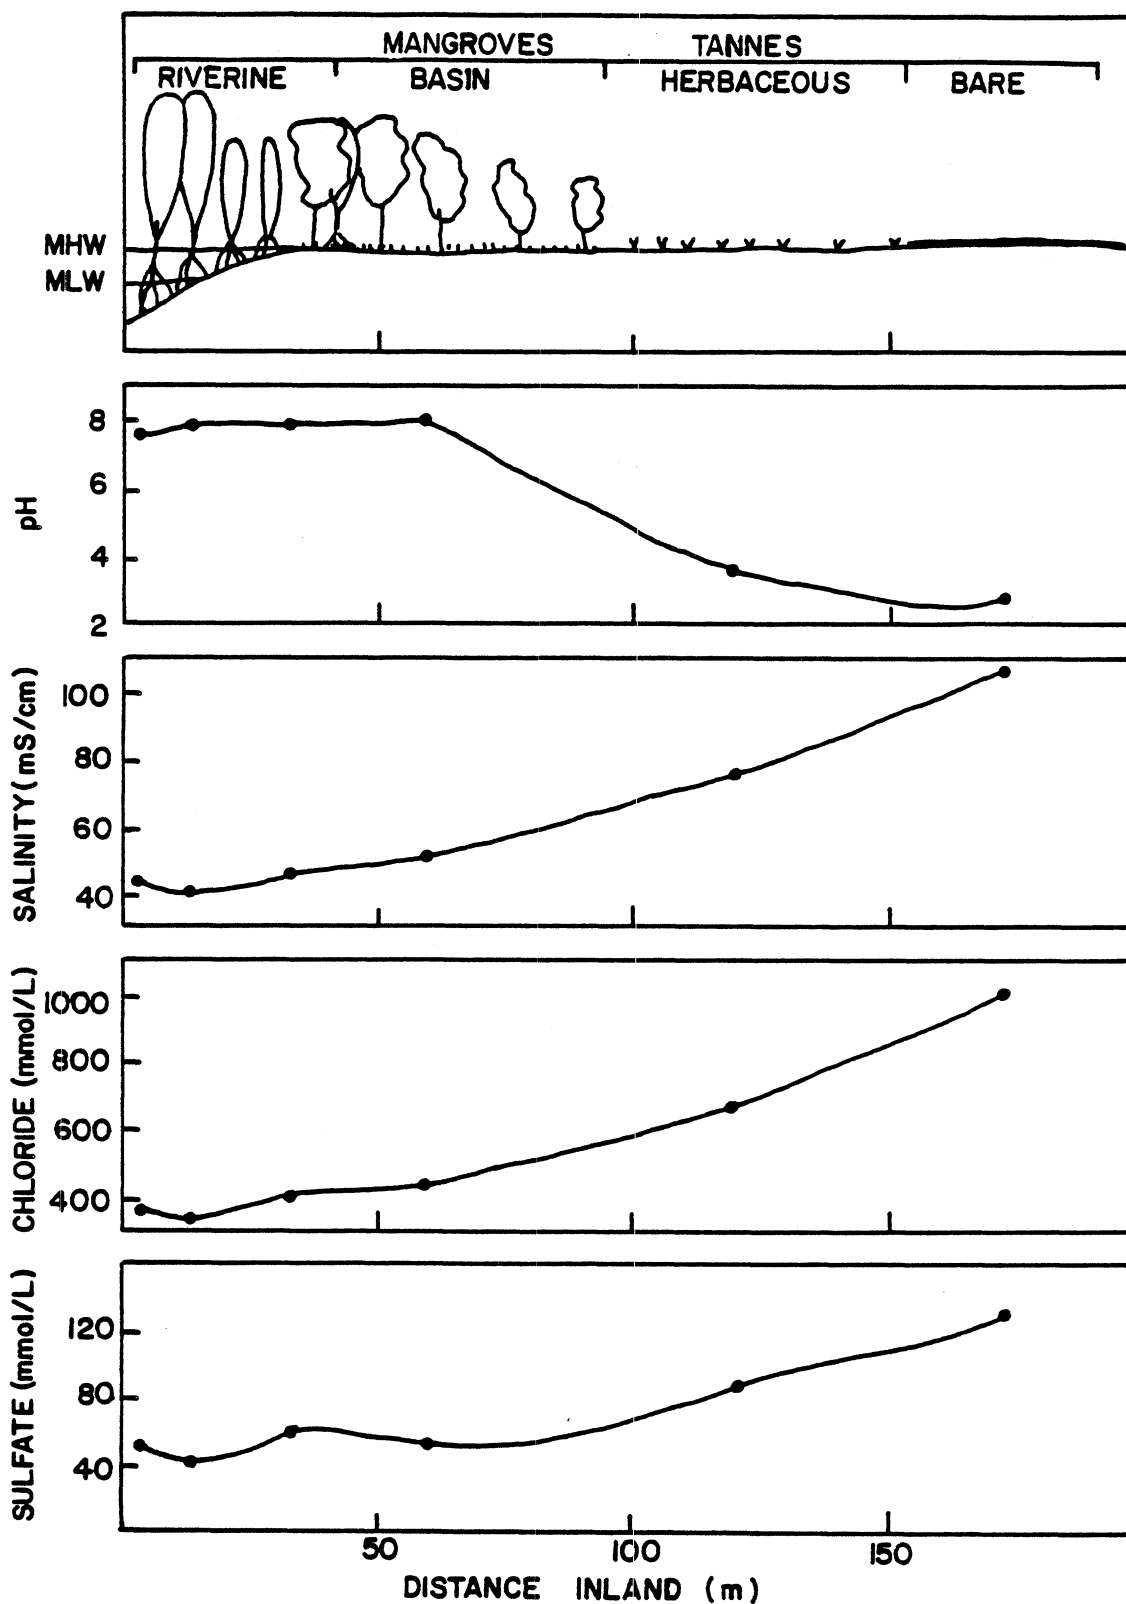 MANGROVES TANNES
RIVERINE BASIN HERBACEOUS BARE
MHW
MLW
pH
8
6
4
2
SALINITY (mS/cm)
100
80
60
40
CHLORIDE (mmol/L)
1000
800
600
400
SULFATE (mmol/L)
120
80
40
50 100 150
DISTANCE INLAND (m)